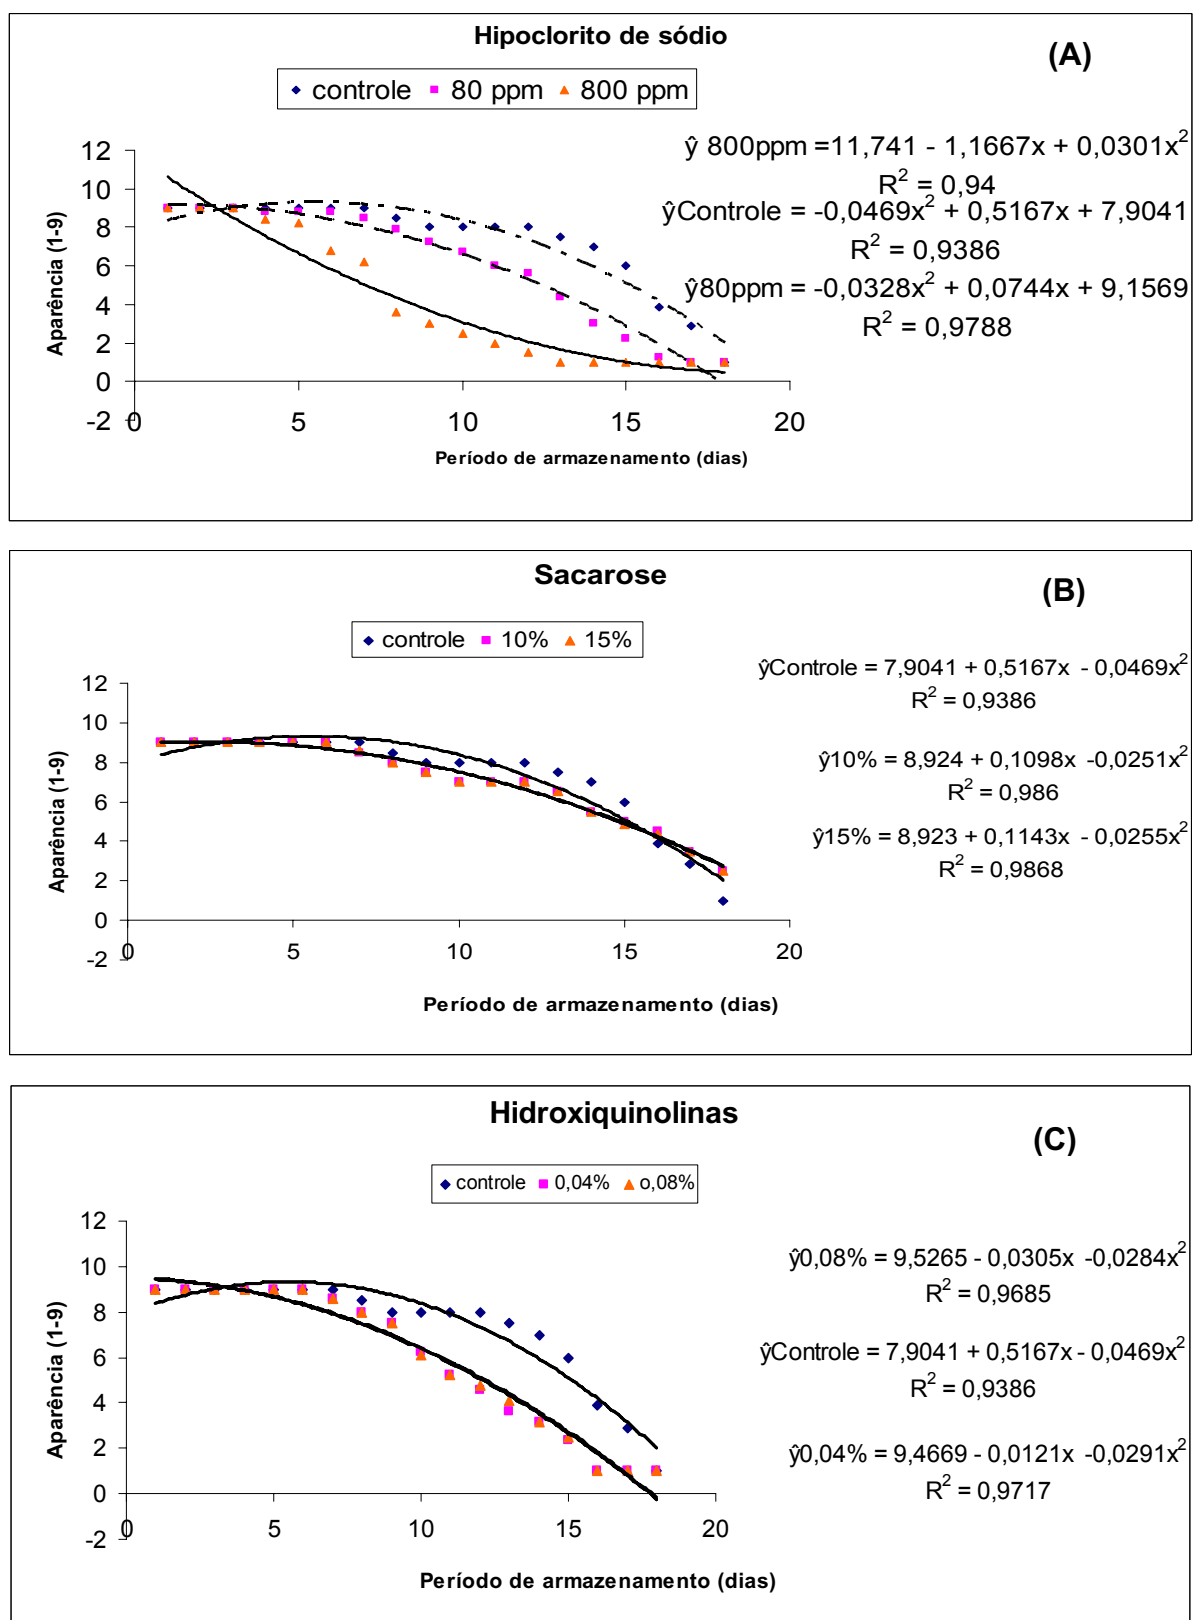 Hipoclorito de sódio
(A)
controle 80 ppm 800 ppm
ŷ 800ppm =11,741 - 1,1667x + 0,0301x²
R² = 0,94
ŷControle = -0,0469x² + 0,5167x + 7,9041
R² = 0,9386
ŷ80ppm = -0,0328x² + 0,0744x + 9,1569
R² = 0,9788
Aparência (1-9)
12
10
8
6
4
2
0
-2
0 5 10 15 20
Período de armazenamento (dias)
Sacarose
(B)
controle 10% 15%
ŷControle = 7,9041 + 0,5167x - 0,0469x²
R² = 0,9386
ŷ10% = 8,924 + 0,1098x -0,0251x²
R² = 0,986
ŷ15% = 8,923 + 0,1143x -0,0255x²
R² = 0,9868
Aparência (1-9)
12
10
8
6
4
2
0
-2
0 5 10 15 20
Período de armazenamento (dias)
Hidroxiquinolinas
(C)
controle 0,04% o,08%
ŷ0,08% = 9,5265 - 0,0305x -0,0284x²
R² = 0,9685
ŷControle = 7,9041 + 0,5167x - 0,0469x²
R² = 0,9386
ŷ0,04% = 9,4669 - 0,0121x -0,0291x²
R² = 0,9717
Aparência (1-9)
12
10
8
6
4
2
0
-2
0 5 10 15 20
Período de armazenamento (dias)